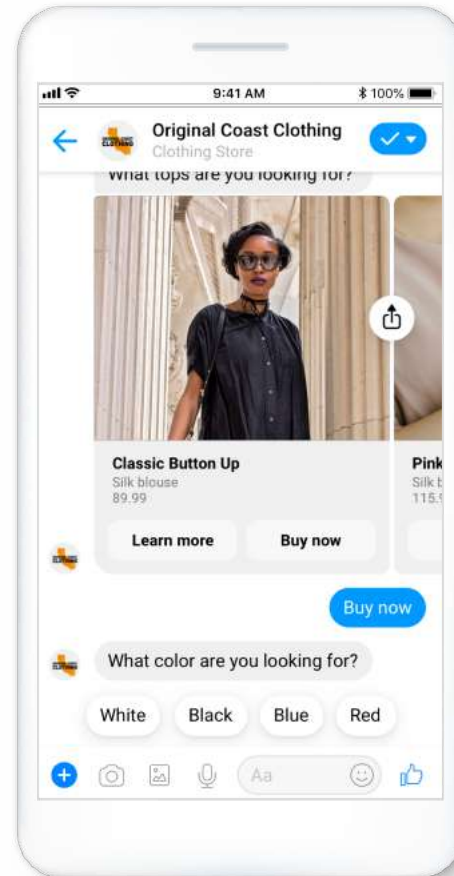 9:41 AM
100%
Original Coast Clothing
Clothing Store
What tops are you looking for?
Classic Button Up
Silk blouse
89.99
Learn more
Buy now
Pink
Silk
115.
Buy now
What color are you looking for?
White
Black
Blue
Red
Aa